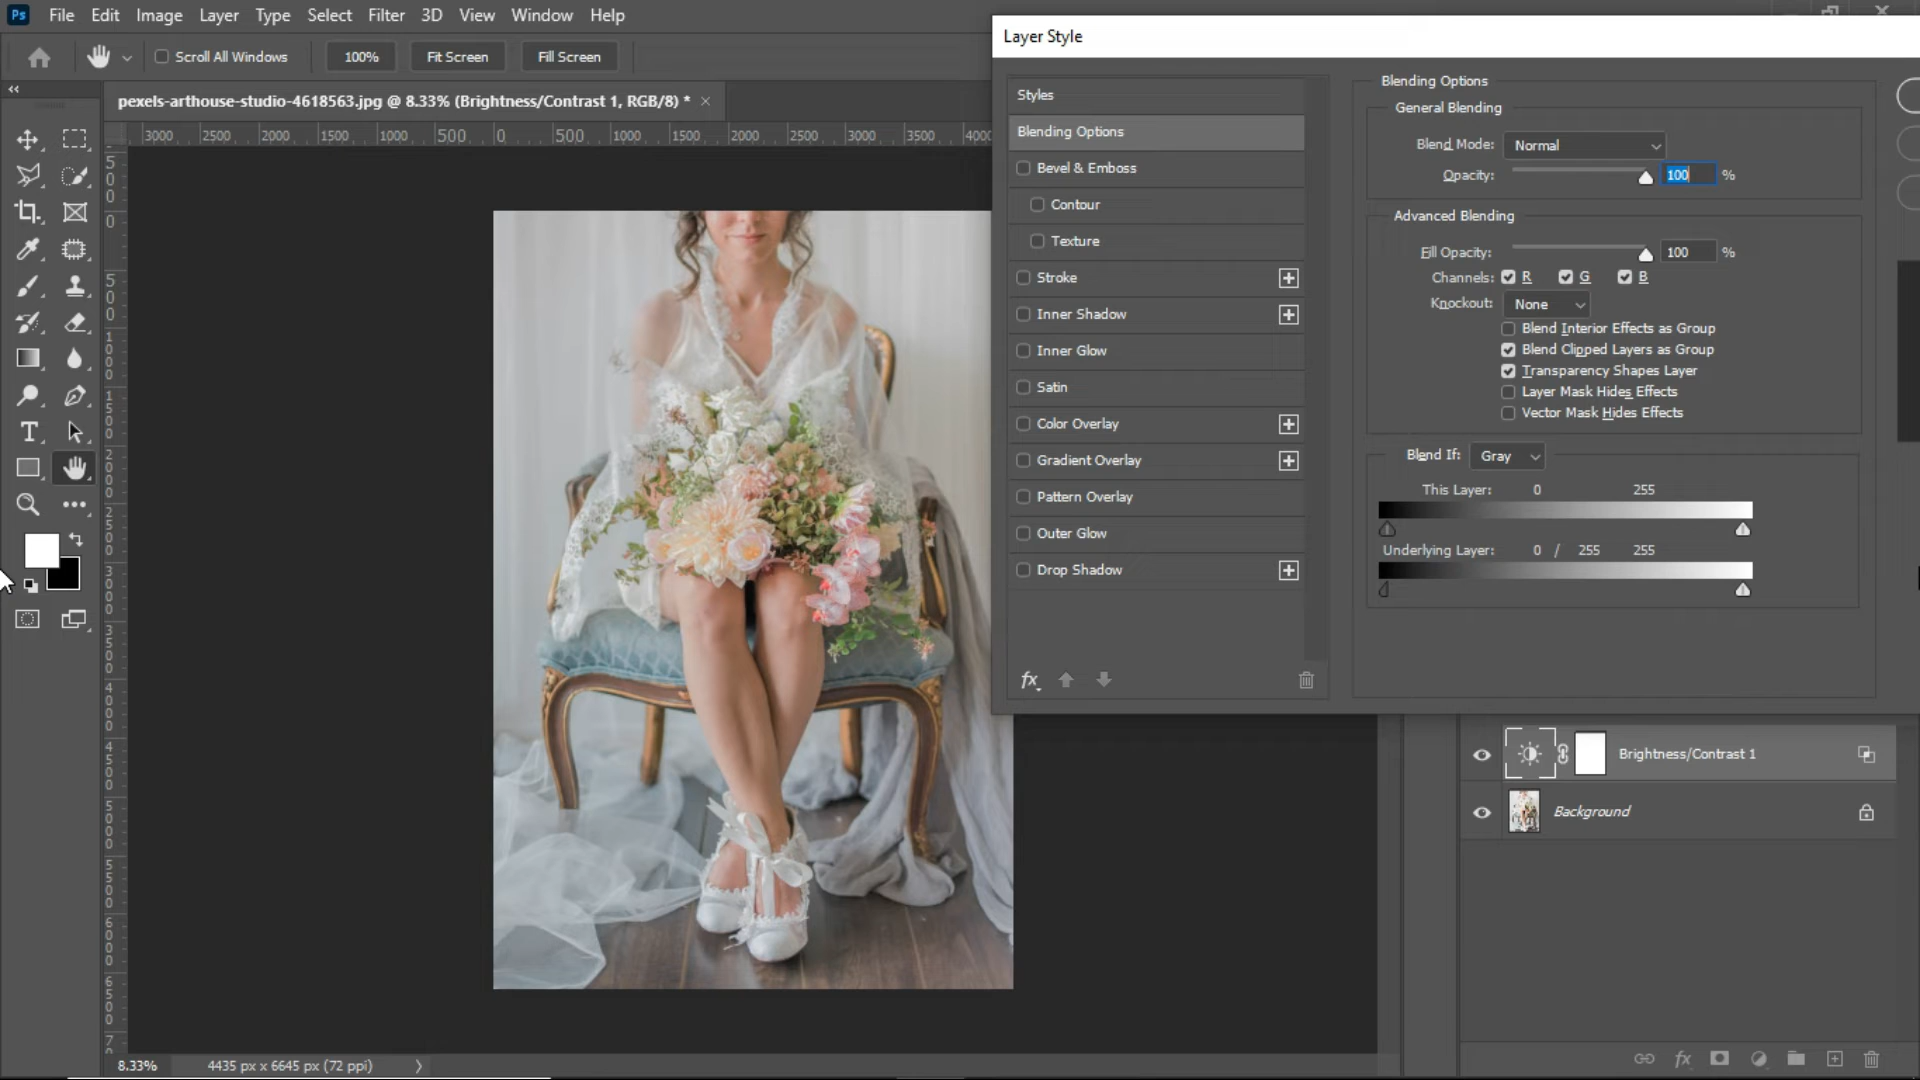 Ps File Edit Image Layer Type Select Filter 3D View Window Help
Layer Style
Scroll All Windows 100% Fit Screen Fill Screen
pexels-arthouse-studio-4618563.jpg @ 8.33% (Brightness/Contrast 1, RGB/8) *
3000 2500 2000 1500 1000 500 0 500 1000 1500 2000 2500 3000 3500 4000
Styles
Blending Options
Bevel & Emboss
Contour
Texture
Stroke
Inner Shadow
Inner Glow
Satin
Color Overlay
Gradient Overlay
Pattern Overlay
Outer Glow
Drop Shadow
fx
Blending Options
General Blending
Blend Mode: Normal
Opacity: 100 %
Advanced Blending
Fill Opacity: 100 %
Channels: R G B
Knockout: None
Blend Interior Effects as Group
Blend Clipped Layers as Group
Transparency Shapes Layer
Layer Mask Hides Effects
Vector Mask Hides Effects
Blend If: Gray
This Layer: 0 255
Underlying Layer: 0 / 255 255
Brightness/Contrast 1
Background
8.33% 4435 px x 6645 px (72 ppi)
fx